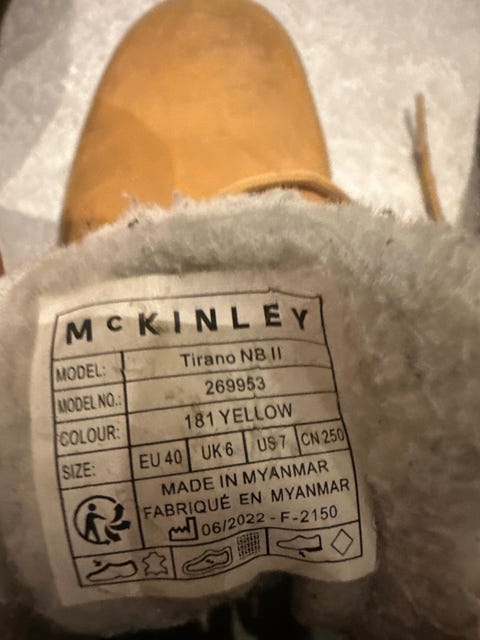 McKINLEY
MODEL: Tirano NB II
MODEL NO.: 269953
COLOUR: 181 YELLOW
SIZE: EU 40 UK 6 US 7 CN 250
MADE IN MYANMAR
FABRIQUÉ EN MYANMAR
06/2022 - F-2150